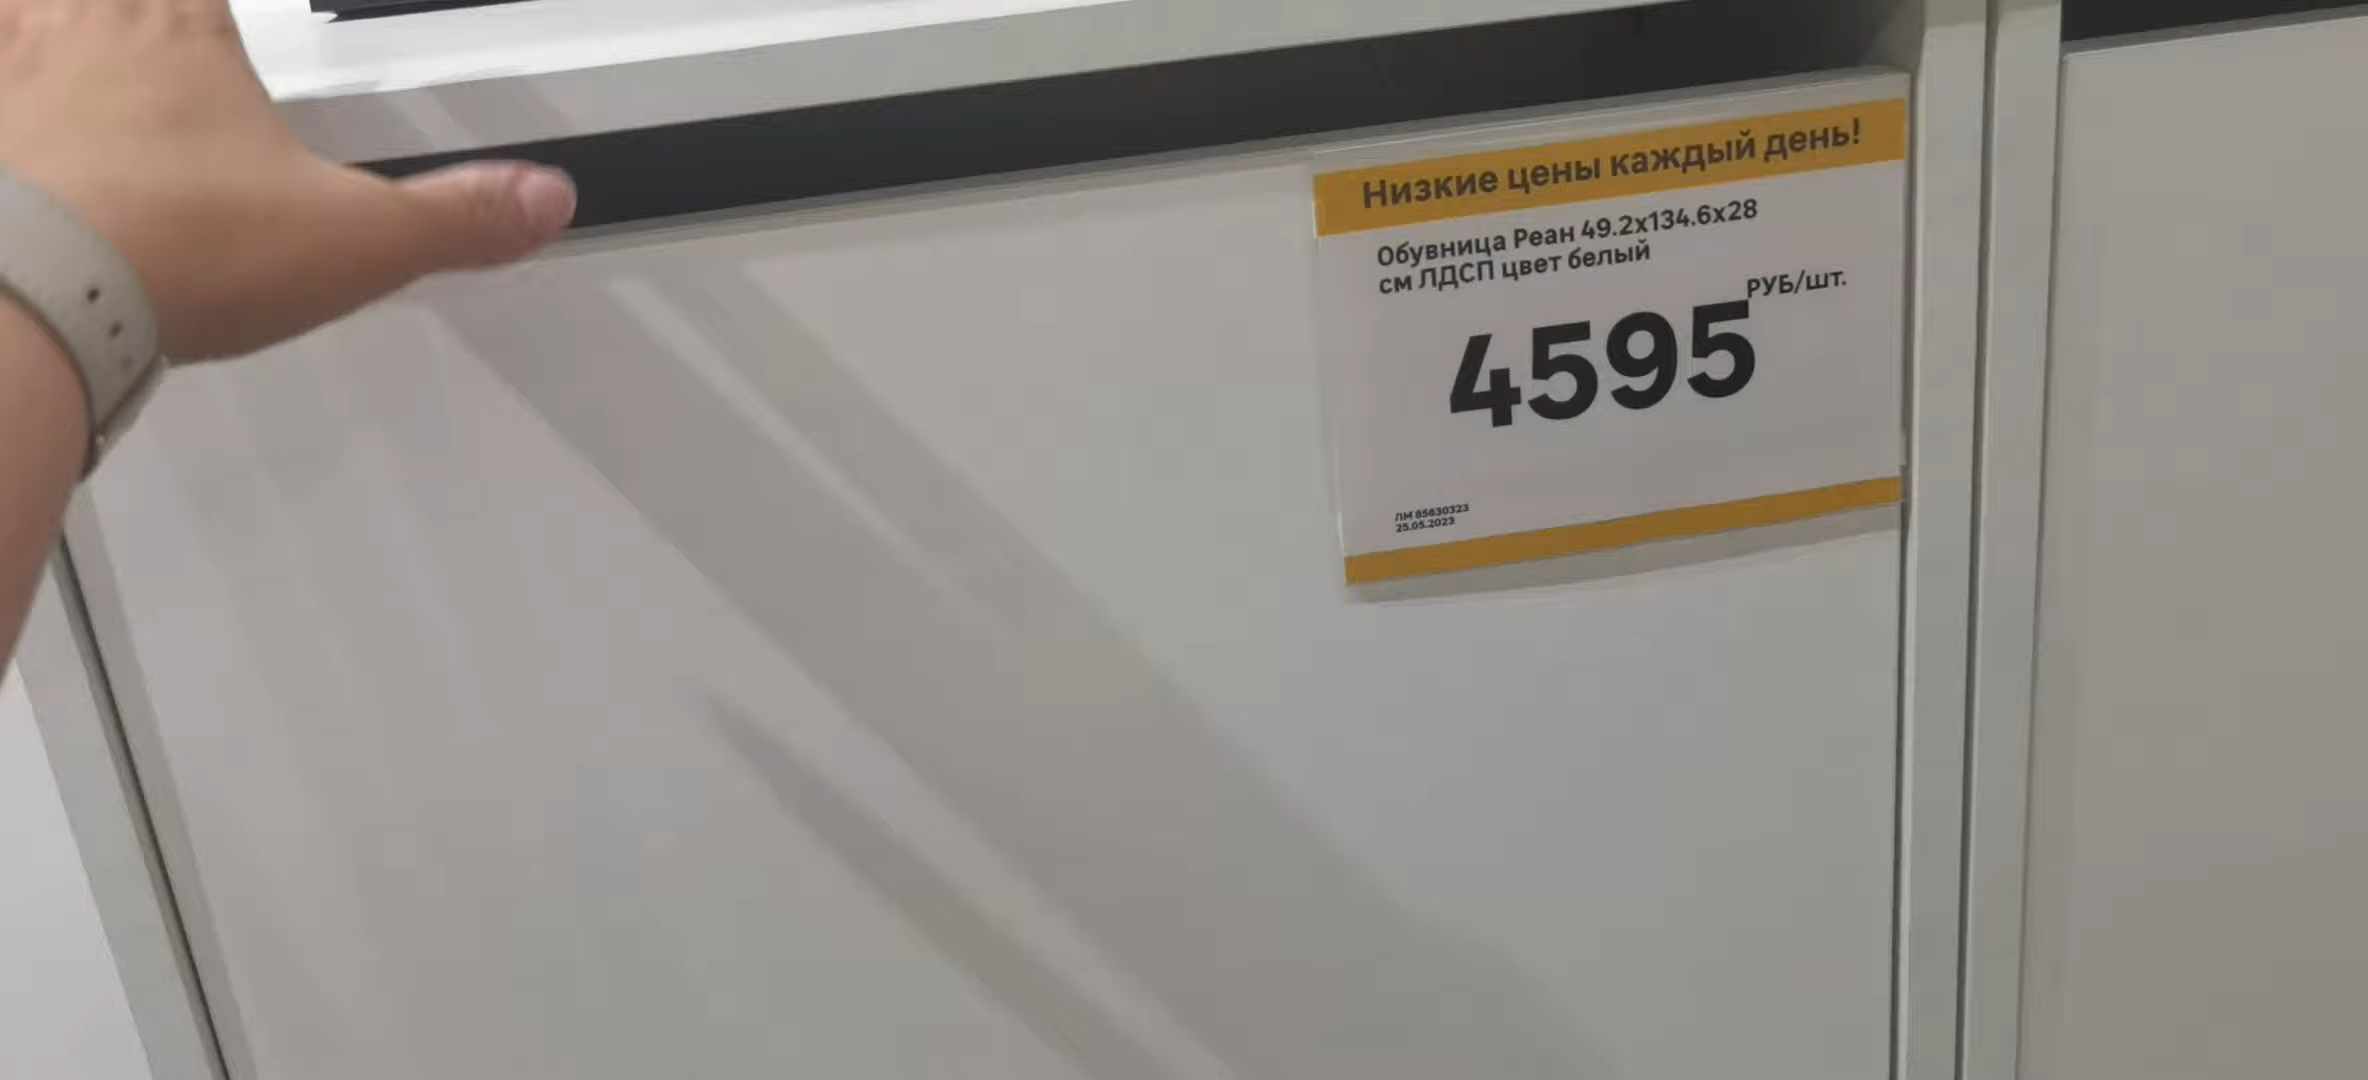 Низкие цены каждый день!
Обувница Реан 49.2x134.6x28
см ЛДСП цвет белый
РУБ/шт.
4595
ЛМ 85630323
25.05.2023